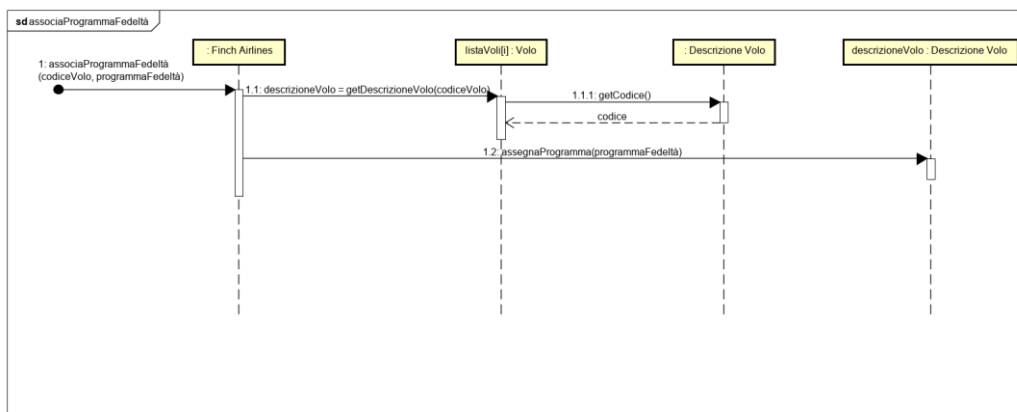 sd associaProgrammaFedeltà
: Finch Airlines
listaVoli[i] : Volo
: Descrizione Volo
descrizioneVolo : Descrizione Volo
1: associaProgrammaFedeltà
(codiceVolo, programmaFedeltà)
1.1: descrizioneVolo = getDescrizioneVolo(codiceVolo)
1.1.1: getCodice()
codice
1.2: assegnaProgramma(programmaFedeltà)